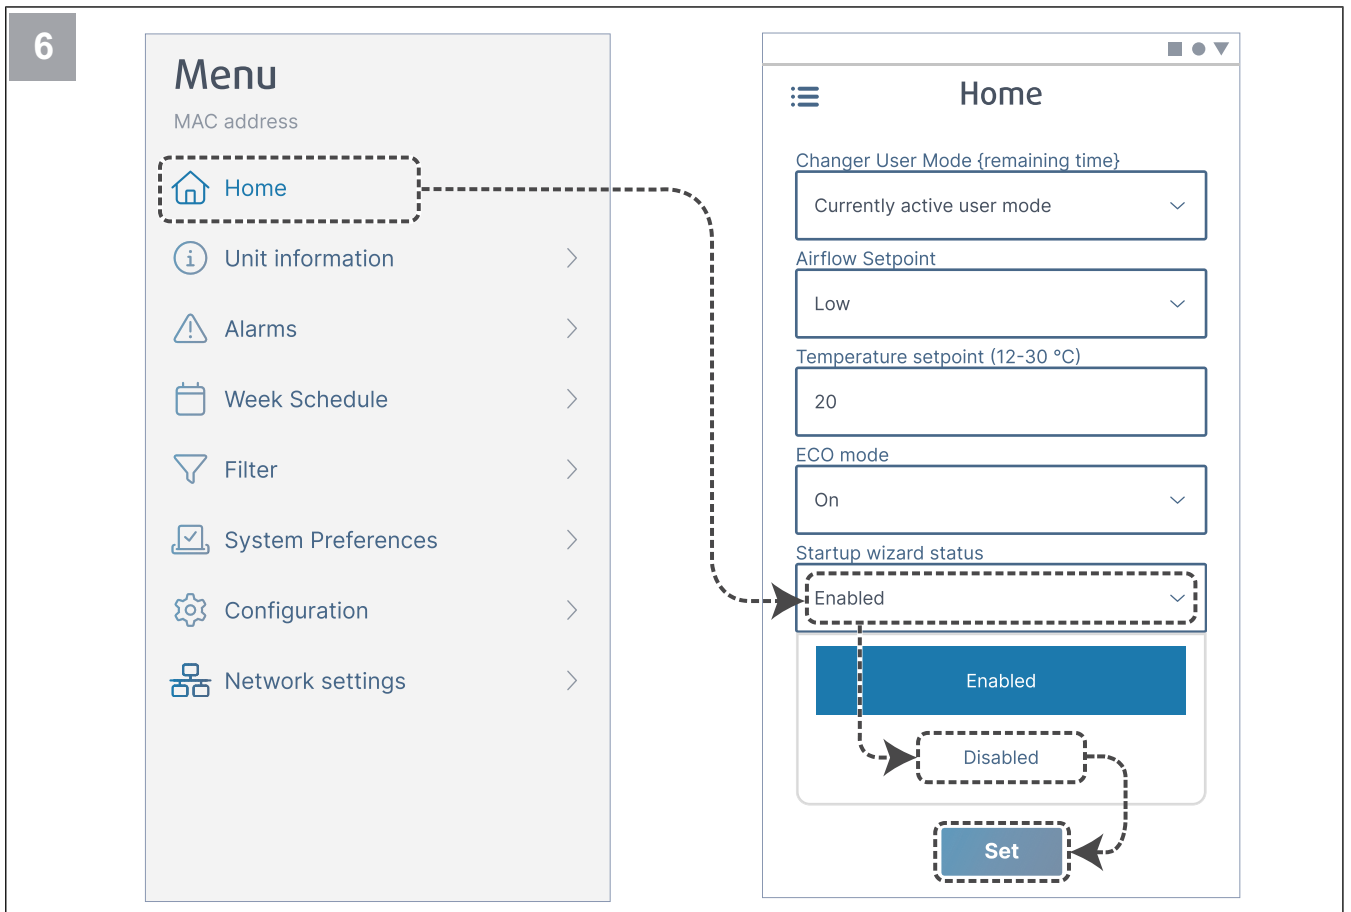 6
Menu
MAC address
Home
Unit information
Alarms
Week Schedule
Filter
System Preferences
Configuration
Network settings
Home
Changer User Mode {remaining time}
Currently active user mode
Airflow Setpoint
Low
Temperature setpoint (12-30 °C)
20
ECO mode
On
Startup wizard status
Enabled
Enabled
Disabled
Set